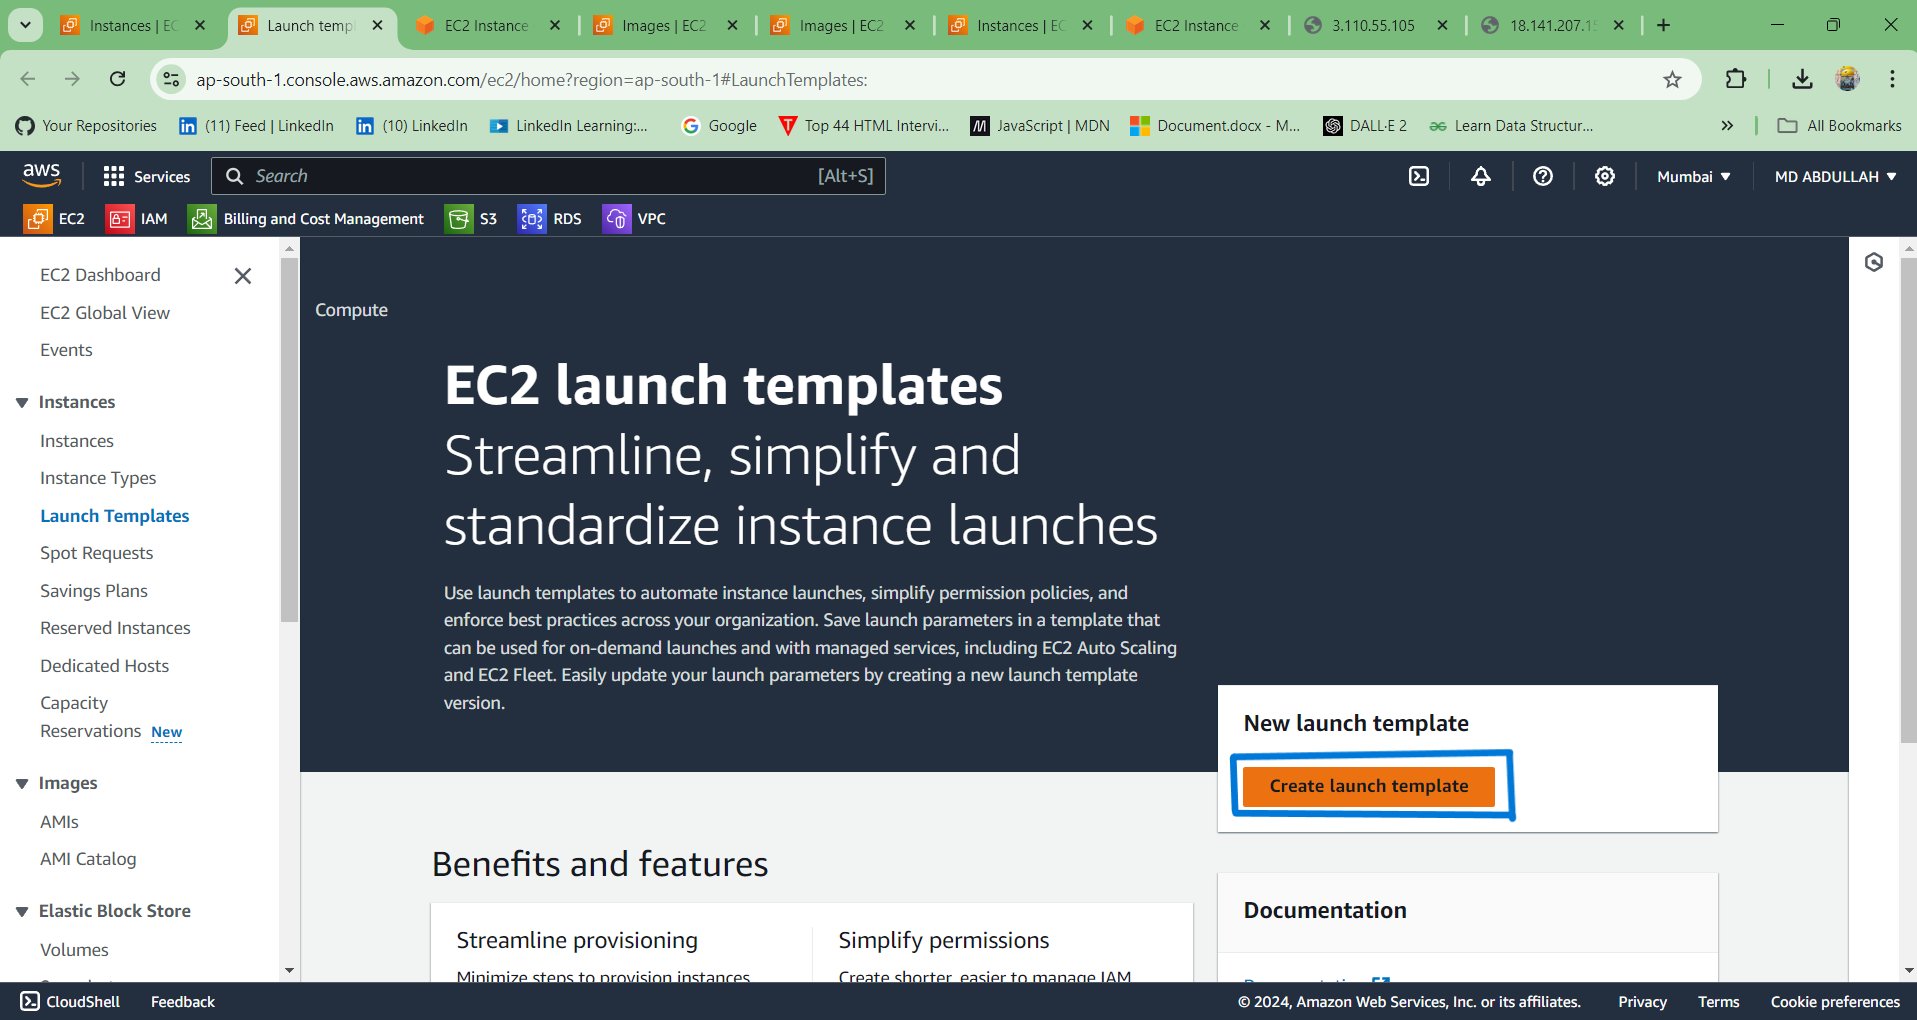 Instances | EC
Launch temp
EC2 Instance
Images | EC2
Images | EC2
Instances | EC
EC2 Instance
3.110.55.105
18.141.207.15
ap-south-1.console.aws.amazon.com/ec2/home?region=ap-south-1#LaunchTemplates:
Your Repositories
(11) Feed | LinkedIn
(10) LinkedIn
LinkedIn Learning:...
Google
Top 44 HTML Intervi...
JavaScript | MDN
Document.docx - M...
DALL·E 2
Learn Data Structur...
All Bookmarks
aws
Services
Search
[Alt+S]
Mumbai
MD ABDULLAH
EC2
IAM
Billing and Cost Management
S3
RDS
VPC
EC2 Dashboard
EC2 Global View
Events
Instances
Instances
Instance Types
Launch Templates
Spot Requests
Savings Plans
Reserved Instances
Dedicated Hosts
Capacity
Reservations New
Images
AMIs
AMI Catalog
Elastic Block Store
Volumes
Compute
EC2 launch templates
Streamline, simplify and
standardize instance launches
Use launch templates to automate instance launches, simplify permission policies, and
enforce best practices across your organization. Save launch parameters in a template that
can be used for on-demand launches and with managed services, including EC2 Auto Scaling
and EC2 Fleet. Easily update your launch parameters by creating a new launch template
version.
New launch template
Create launch template
Benefits and features
Streamline provisioning
Minimize steps to provision instances
Simplify permissions
Create shorter, easier to manage IAM
Documentation
Documentation
CloudShell
Feedback
© 2024, Amazon Web Services, Inc. or its affiliates.
Privacy
Terms
Cookie preferences